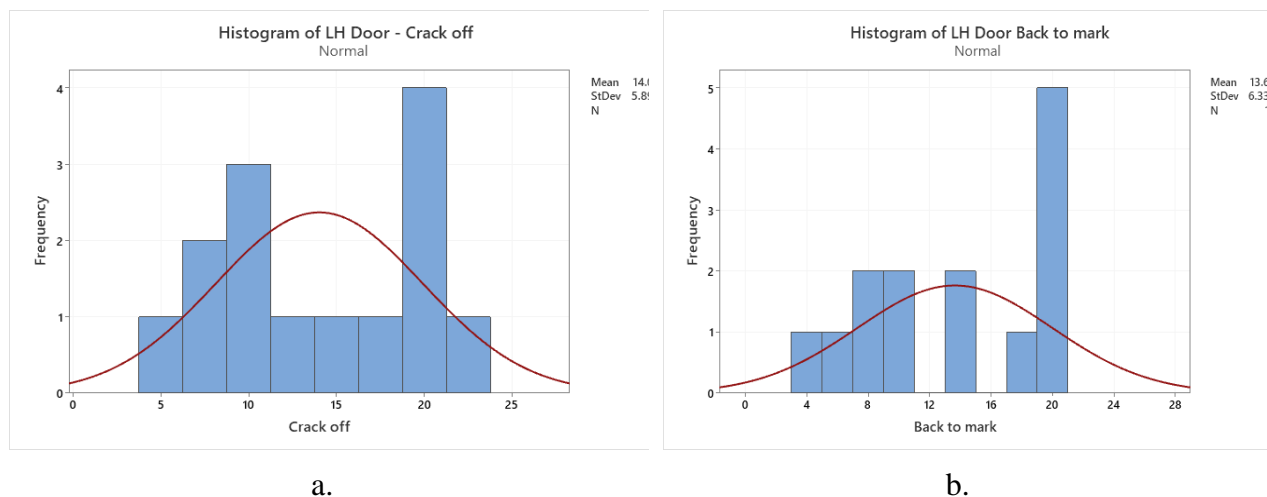 Histogram of LH Door - Crack off
Normal
Mean
StDev
N
4
3
2
1
0
Frequency
0 5 10 15 20 25
Crack off
a.
Histogram of LH Door Back to mark
Normal
Mean
StDev
N
5
4
3
2
1
0
Frequency
0 4 8 12 16 20 24 28
Back to mark
b.